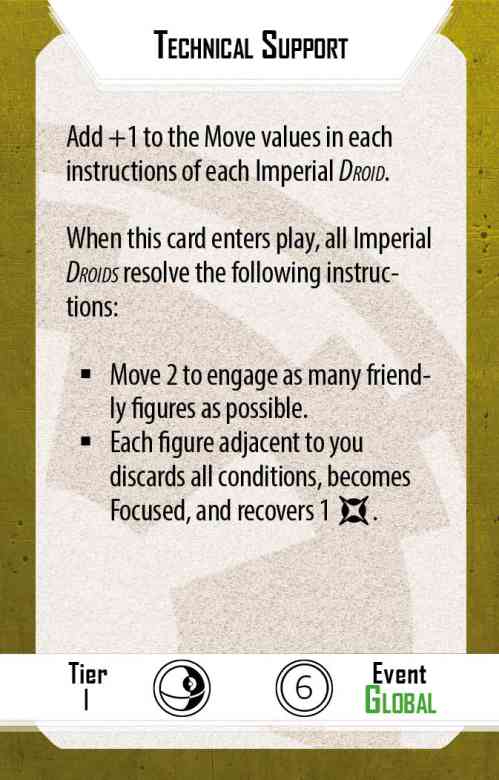 Technical Support
Add +1 to the Move values in each
instructions of each Imperial Droid.
When this card enters play, all Imperial
Droids resolve the following instruc-
tions:
▪ Move 2 to engage as many friend-
ly figures as possible.
▪ Each figure adjacent to you
discards all conditions, becomes
Focused, and recovers 1 .
Tier
I
6
Event
Global